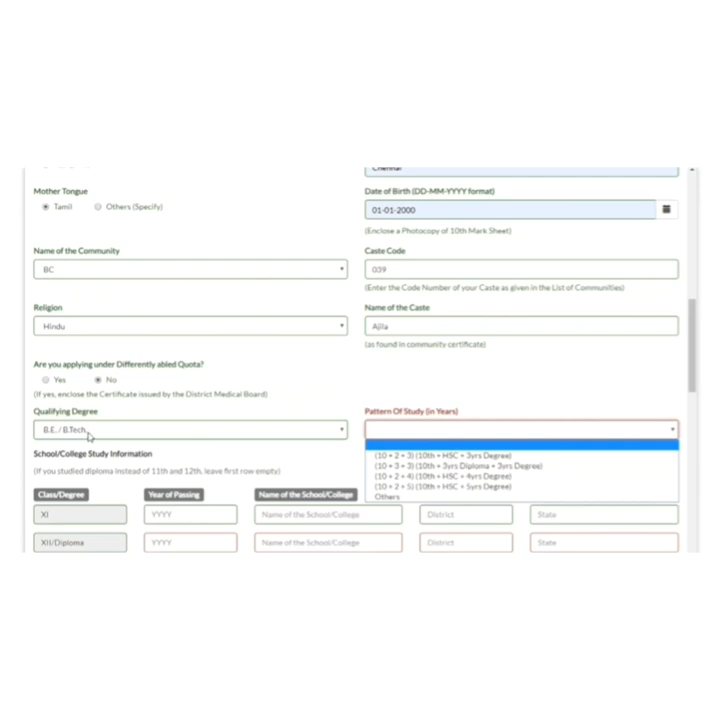 Chennai
Mother Tongue
Date of Birth (DD-MM-YYYY format)
Tamil
Others (Specify)
01-01-2000
(Enclose a Photocopy of 10th Mark Sheet)
Name of the Community
Caste Code
BC
039
(Enter the Code Number of your Caste as given in the List of Communities)
Religion
Name of the Caste
Hindu
Ajila
(as found in community certificate)
Are you applying under Differently abled Quota?
Yes
No
(If yes, enclose the Certificate issued by the District Medical Board)
Qualifying Degree
Pattern Of Study (in Years)
B.E. / B.Tech.
School/College Study Information
(If you studied diploma instead of 11th and 12th, leave first row empty)
(10 + 2 + 3) (10th + HSC + 3yrs Degree)
(10 + 3 + 3) (10th + 3yrs Diploma + 3yrs Degree)
(10 + 2 + 4) (10th + HSC + 4yrs Degree)
(10 + 2 + 5) (10th + HSC + 5yrs Degree)
Others
Class/Degree
Year of Passing
Name of the School/College
XI
YYYY
Name of the School/College
District
State
XII/Diploma
YYYY
Name of the School/College
District
State